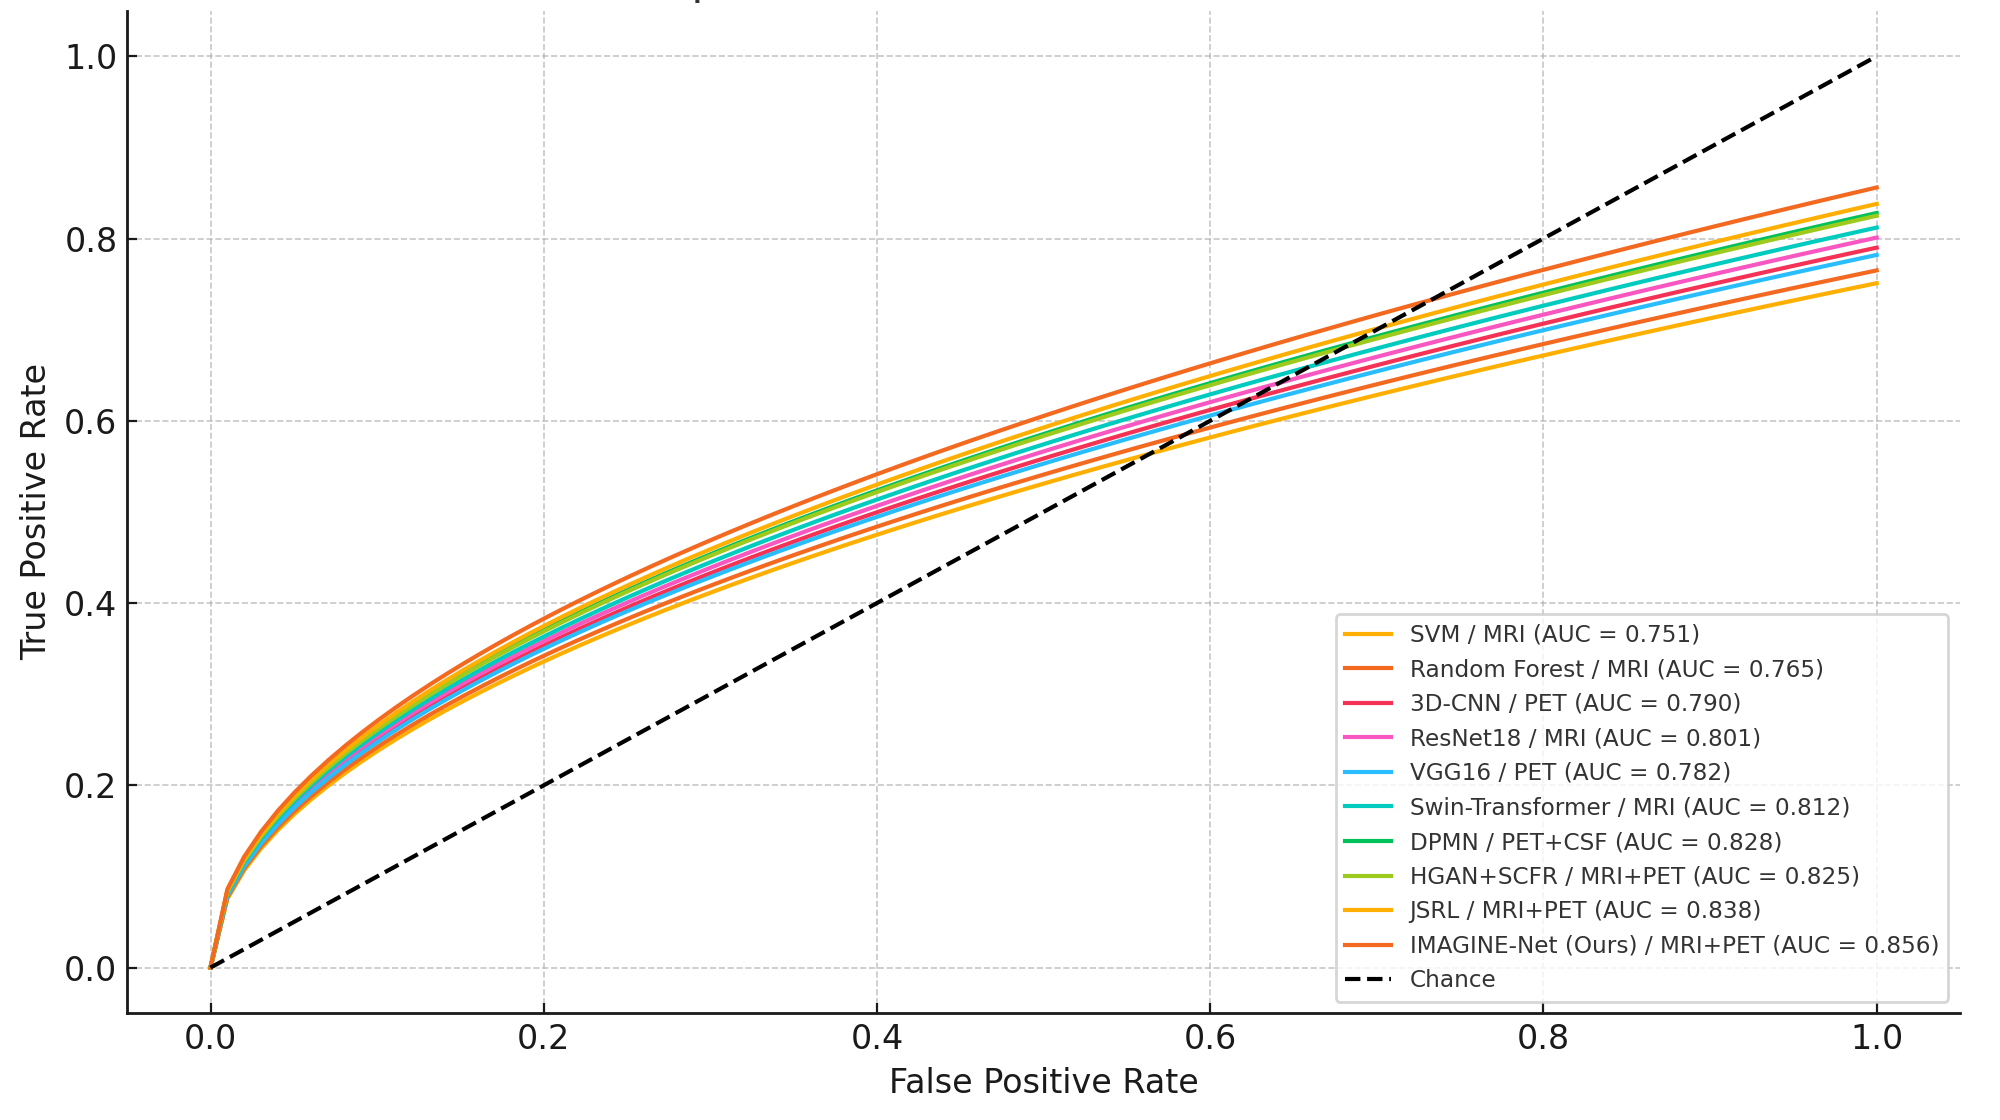 1.0
0.8
0.6
0.4
0.2
0.0
True Positive Rate
SVM / MRI (AUC = 0.751)
Random Forest / MRI (AUC = 0.765)
3D-CNN / PET (AUC = 0.790)
ResNet18 / MRI (AUC = 0.801)
VGG16 / PET (AUC = 0.782)
Swin-Transformer / MRI (AUC = 0.812)
DPMN / PET+CSF (AUC = 0.828)
HGAN+SCFR / MRI+PET (AUC = 0.825)
JSRL / MRI+PET (AUC = 0.838)
IMAGINE-Net (Ours) / MRI+PET (AUC = 0.856)
Chance
0.0 0.2 0.4 0.6 0.8 1.0
False Positive Rate